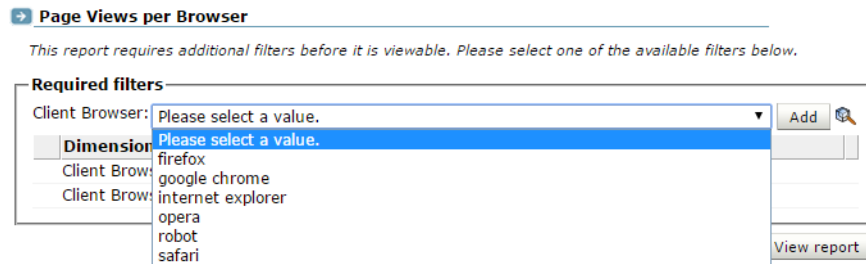 Page Views per Browser
This report requires additional filters before it is viewable. Please select one of the available filters below.
Required filters
Client Browser: Please select a value. Add
Please select a value.
Dimension
firefox
Client Brows
google chrome
internet explorer
Client Brows
opera
robot
safari
View report